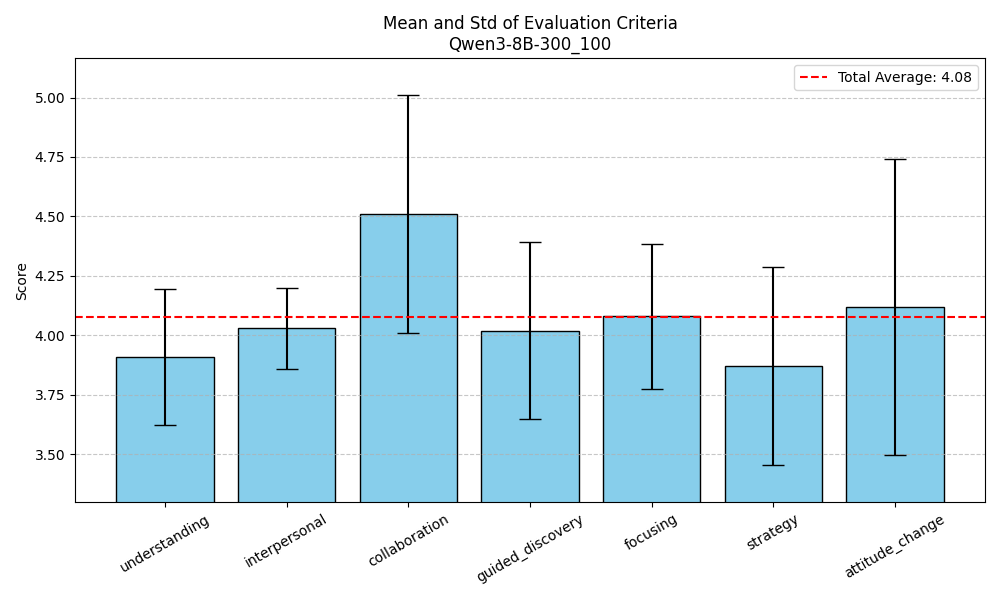 Mean and Std of Evaluation Criteria
Qwen3-8B-300_100
Total Average: 4.08
Score
5.00
4.75
4.50
4.25
4.00
3.75
3.50
understanding
interpersonal
collaboration
guided_discovery
focusing
strategy
attitude_change